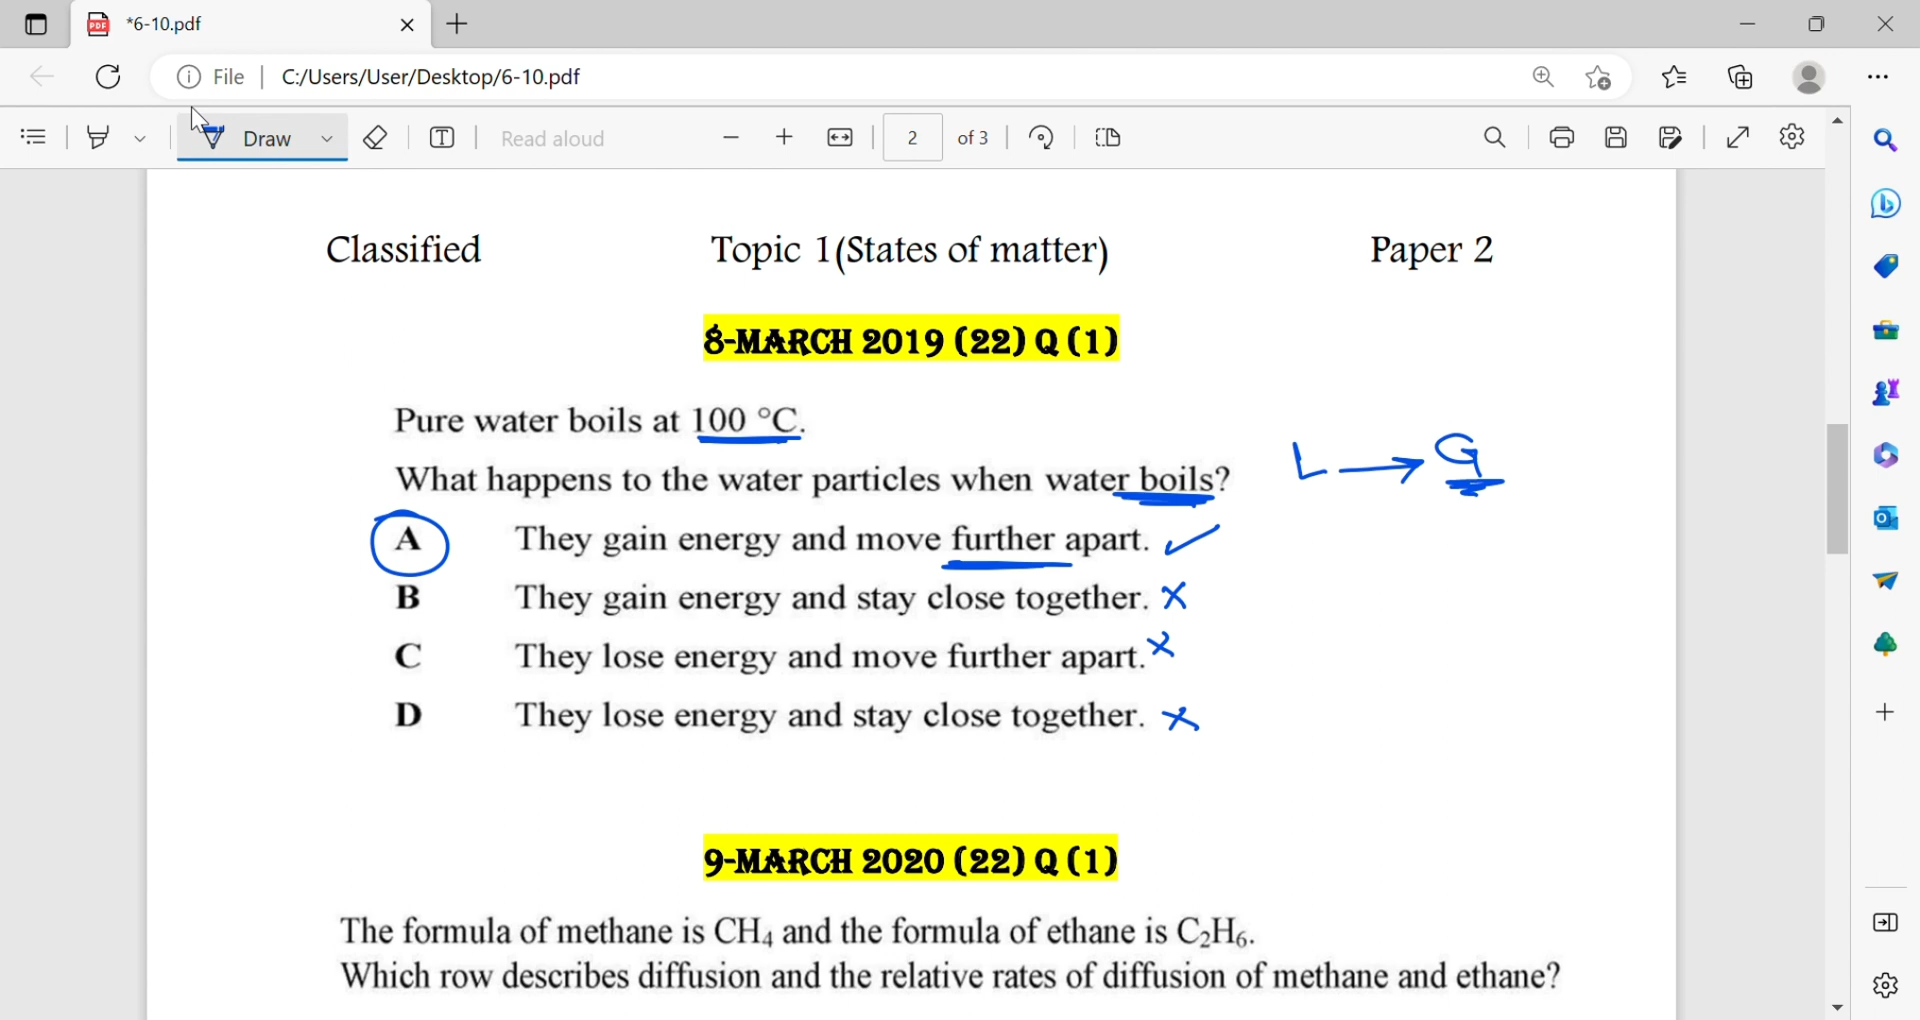 *6-10.pdf
File
C:/Users/User/Desktop/6-10.pdf
Draw
Read aloud
2 of 3
Classified Topic 1(States of matter) Paper 2
8-MARCH 2019 (22) Q (1)
Pure water boils at 100 °C.
What happens to the water particles when water boils?
L → G
A They gain energy and move further apart. ✓
B They gain energy and stay close together. ×
C They lose energy and move further apart. ×
D They lose energy and stay close together. ×
9-MARCH 2020 (22) Q (1)
The formula of methane is CH₄ and the formula of ethane is C₂H₆.
Which row describes diffusion and the relative rates of diffusion of methane and ethane?